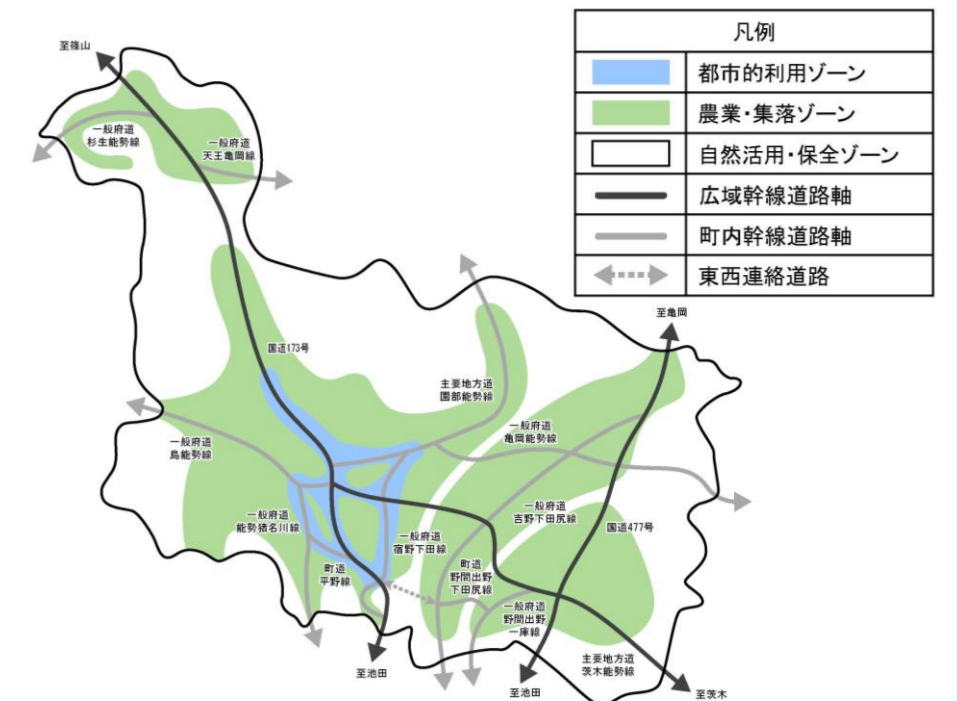 凡例
都市的利用ゾーン
農業・集落ゾーン
自然活用・保全ゾーン
広域幹線道路軸
町内幹線道路軸
東西連絡道路
至篠山
一般府道
杉生能勢線
一般府道
天王亀岡線
至亀岡
国道173号
主要地方道
園部能勢線
一般府道
亀岡能勢線
一般府道
島能勢線
一般府道
能勢猪名川線
一般府道
吉野下田尻線
国道477号
一般府道
宿野下田線
町道
平野線
町道
野間出野
下田尻線
一般府道
野間出野
一庫線
主要地方道
茨木能勢線
至池田
至池田
至茨木